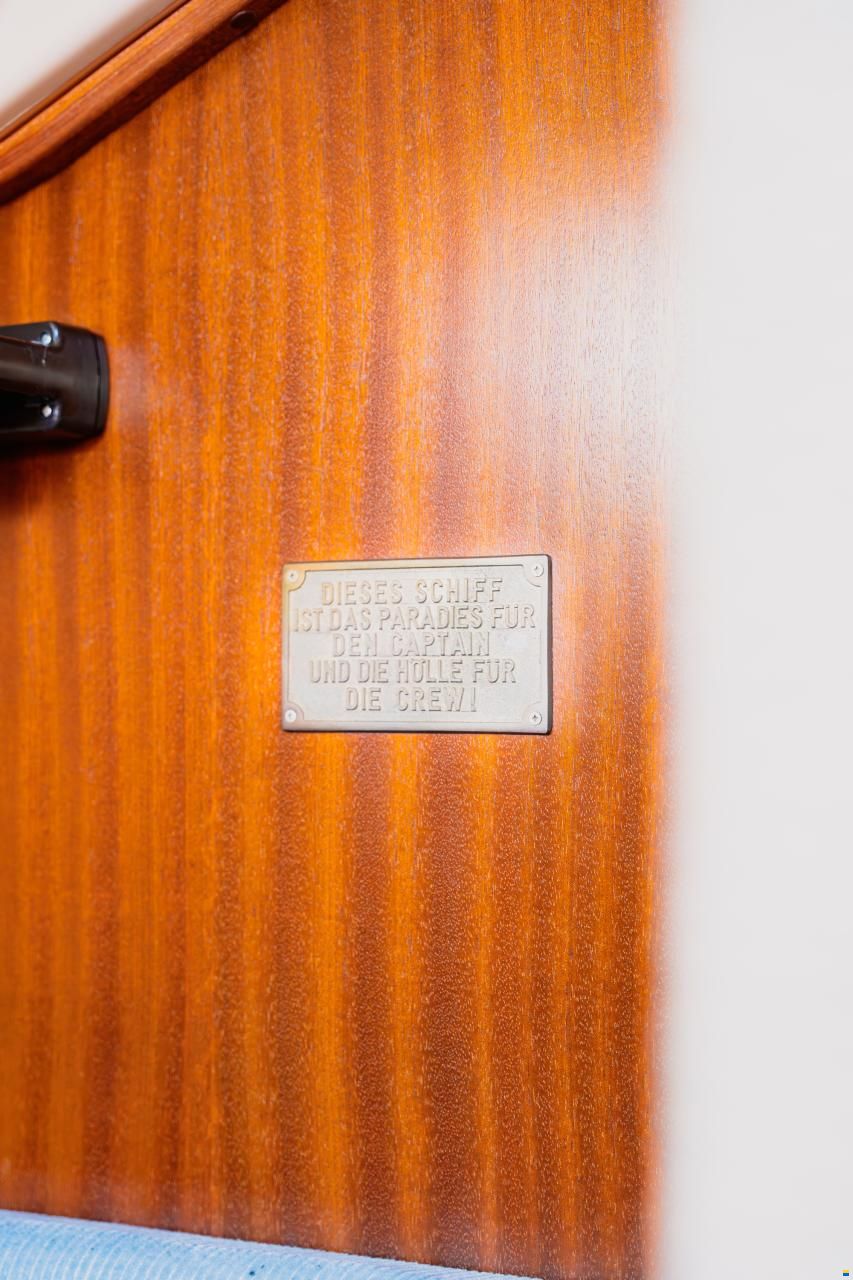 DIESES SCHIFF
IST DAS PARADIES FÜR
DEN CAPTAIN
UND DIE HÖLLE FÜR
DIE CREW!